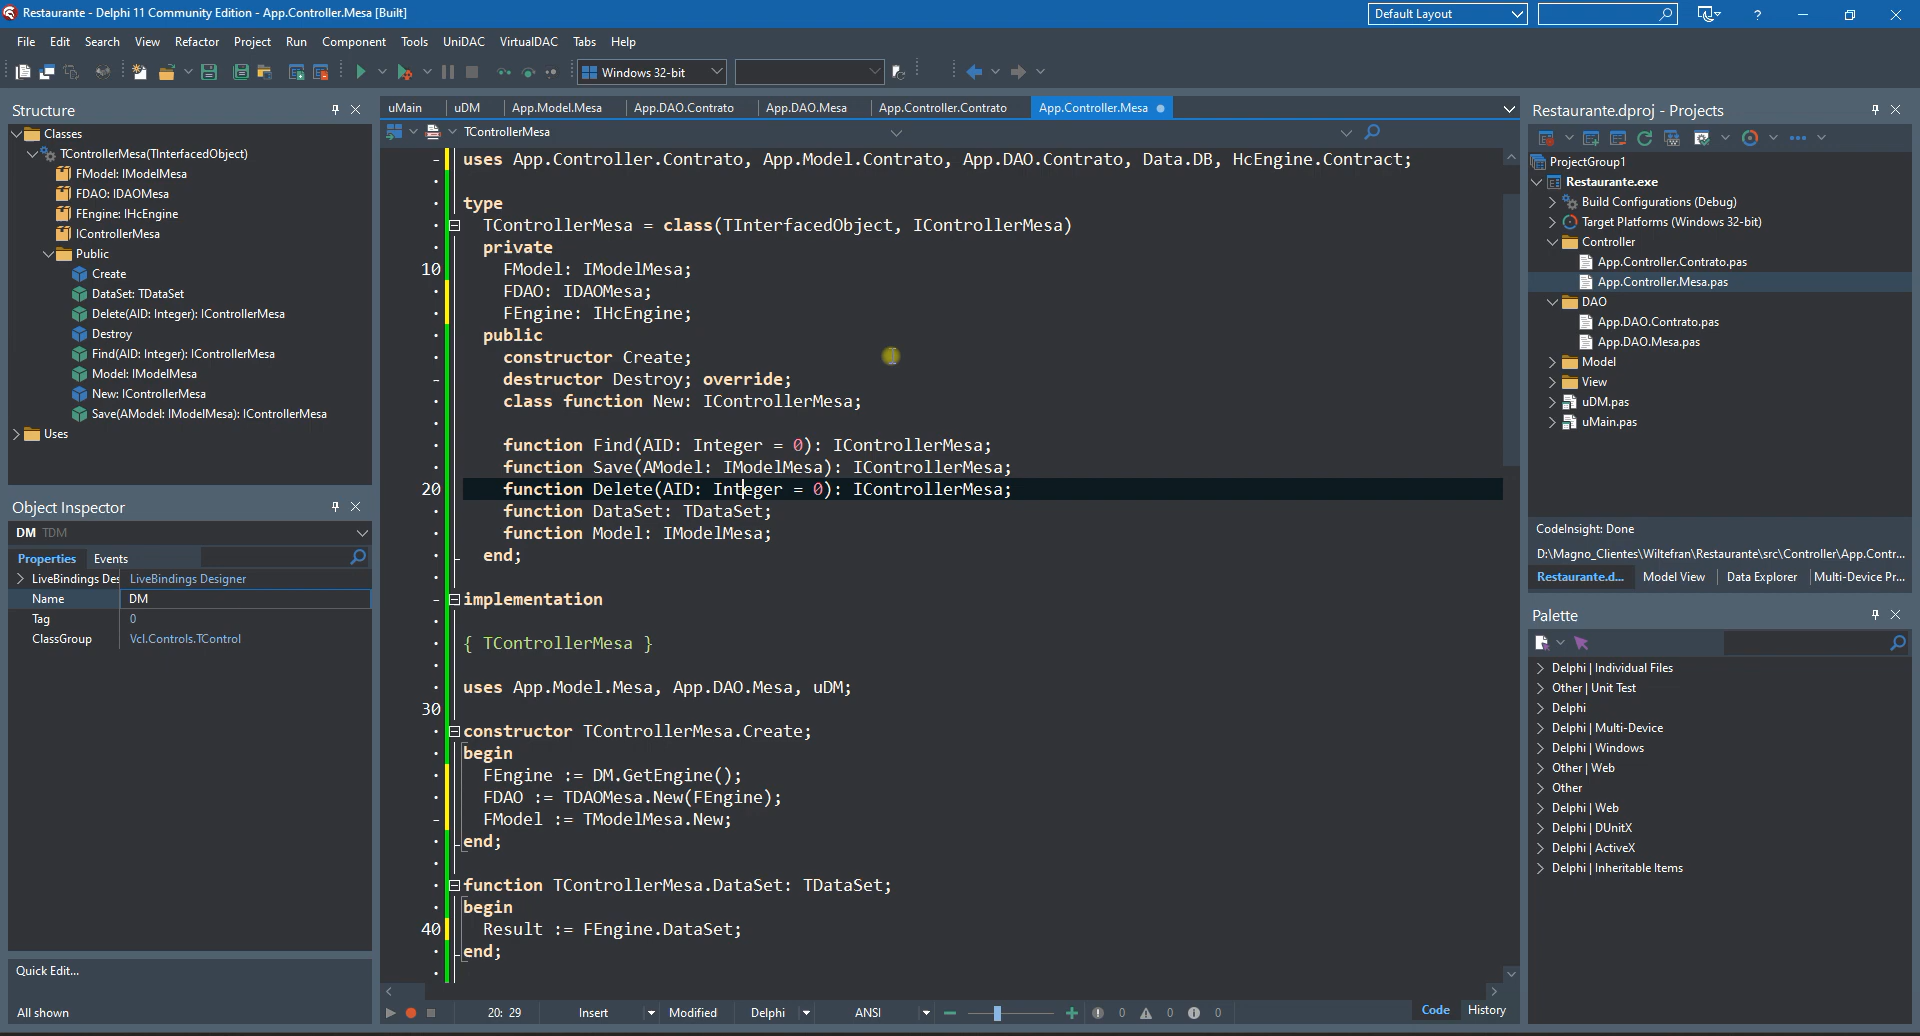 Restaurante - Delphi 11 Community Edition - App.Controller.Mesa [Built]
Default Layout
?
File Edit Search View Refactor Project Run Component Tools UniDAC VirtualDAC Tabs Help
Windows 32-bit
Structure
Classes
TControllerMesa(TInterfacedObject)
FModel: IModelMesa
FDAO: IDAOMesa
FEngine: IHcEngine
IControllerMesa
Public
Create
DataSet: TDataSet
Delete(AID: Integer): IControllerMesa
Destroy
Find(AID: Integer): IControllerMesa
Model: IModelMesa
New: IControllerMesa
Save(AModel: IModelMesa): IControllerMesa
Uses
Object Inspector
DM TDM
Properties Events
LiveBindings Des LiveBindings Designer
Name DM
Tag 0
ClassGroup Vcl.Controls.TControl
Quick Edit...
All shown
uMain uDM App.Model.Mesa App.DAO.Contrato App.DAO.Mesa App.Controller.Contrato App.Controller.Mesa
TControllerMesa
uses App.Controller.Contrato, App.Model.Contrato, App.DAO.Contrato, Data.DB, HcEngine.Contract;
type
TControllerMesa = class(TInterfacedObject, IControllerMesa)
private
10 FModel: IModelMesa;
FDAO: IDAOMesa;
FEngine: IHcEngine;
public
constructor Create;
destructor Destroy; override;
class function New: IControllerMesa;
function Find(AID: Integer = 0): IControllerMesa;
function Save(AModel: IModelMesa): IControllerMesa;
20 function Delete(AID: Integer = 0): IControllerMesa;
function DataSet: TDataSet;
function Model: IModelMesa;
end;
implementation
{ TControllerMesa }
uses App.Model.Mesa, App.DAO.Mesa, uDM;
30
constructor TControllerMesa.Create;
begin
FEngine := DM.GetEngine();
FDAO := TDAOMesa.New(FEngine);
FModel := TModelMesa.New;
end;
function TControllerMesa.DataSet: TDataSet;
begin
40 Result := FEngine.DataSet;
end;
20: 29 Insert Modified Delphi ANSI 0 0 0 Code History
Restaurante.dproj - Projects
ProjectGroup1
Restaurante.exe
Build Configurations (Debug)
Target Platforms (Windows 32-bit)
Controller
App.Controller.Contrato.pas
App.Controller.Mesa.pas
DAO
App.DAO.Contrato.pas
App.DAO.Mesa.pas
Model
View
uDM.pas
uMain.pas
CodeInsight: Done
D:\Magno_Clientes\Wiltefran\Restaurante\src\Controller\App.Contr...
Restaurante.d... Model View Data Explorer Multi-Device Pr...
Palette
Delphi | Individual Files
Other | Unit Test
Delphi
Delphi | Multi-Device
Delphi | Windows
Other | Web
Other
Delphi | Web
Delphi | DUnitX
Delphi | ActiveX
Delphi | Inheritable Items